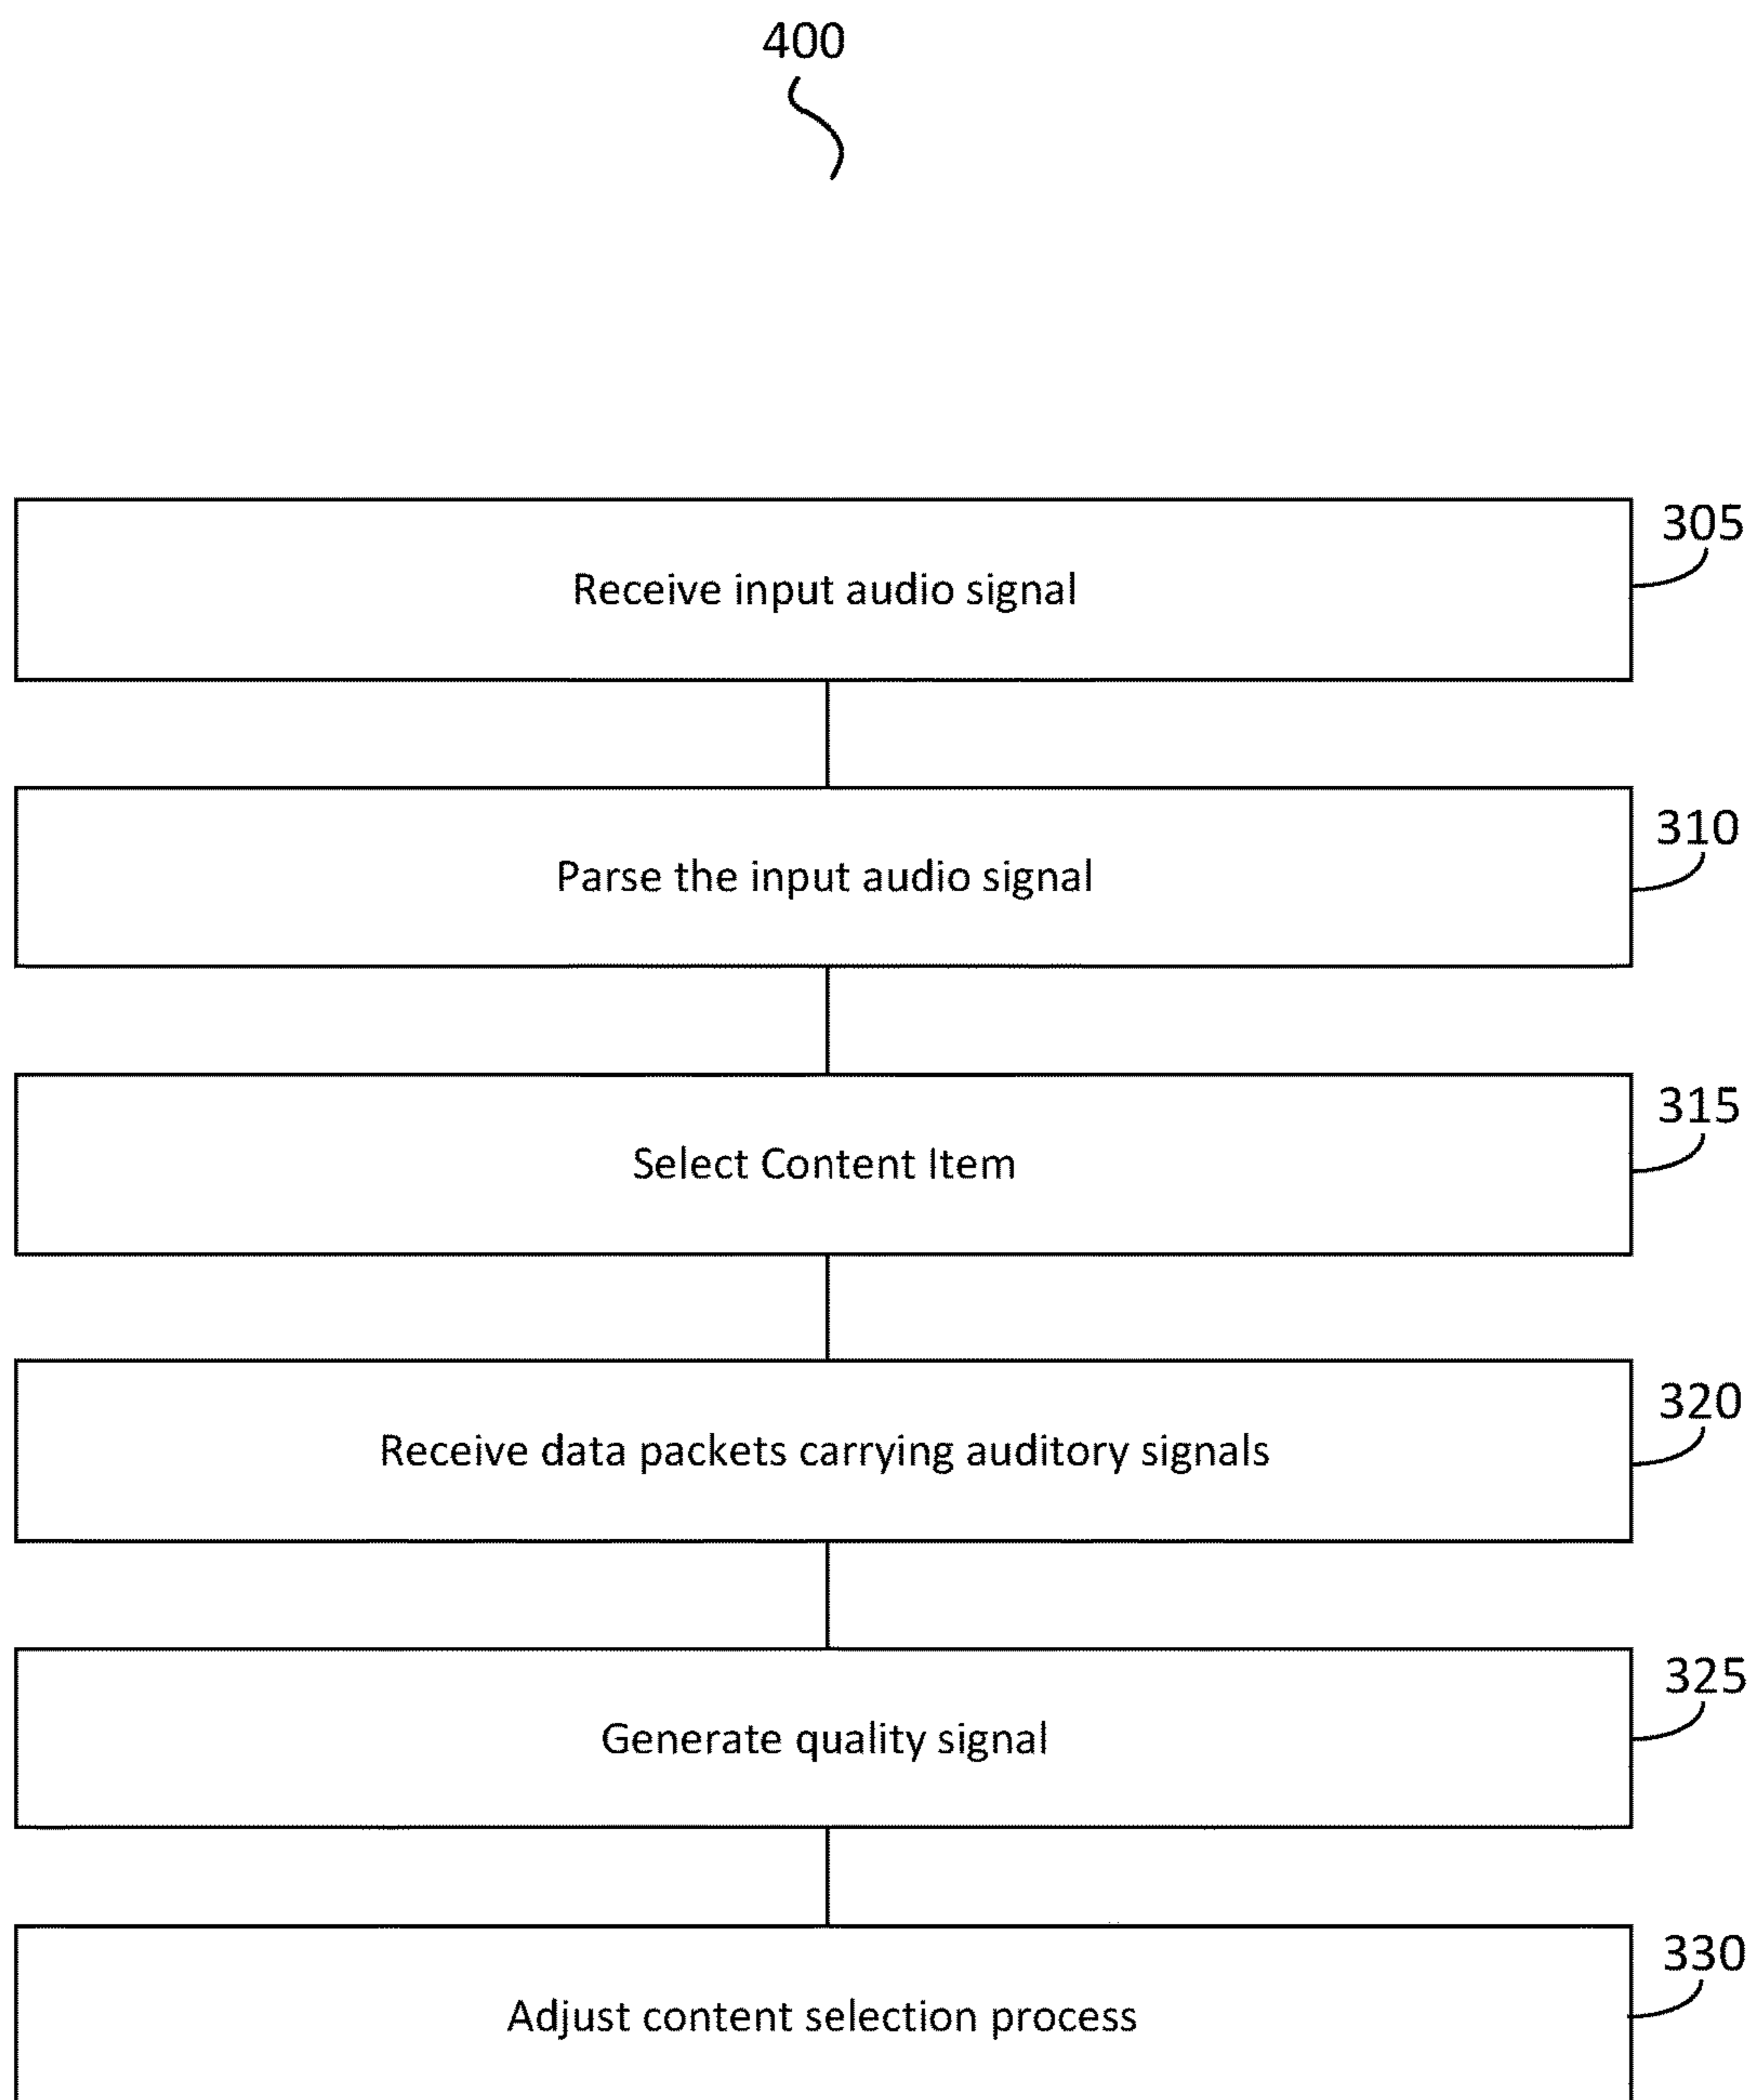 400
305
Receive input audio signal
310
Parse the input audio signal
315
Select Content Item
320
Receive data packets carrying auditory signals
325
Generate quality signal
330
Adjust content selection process